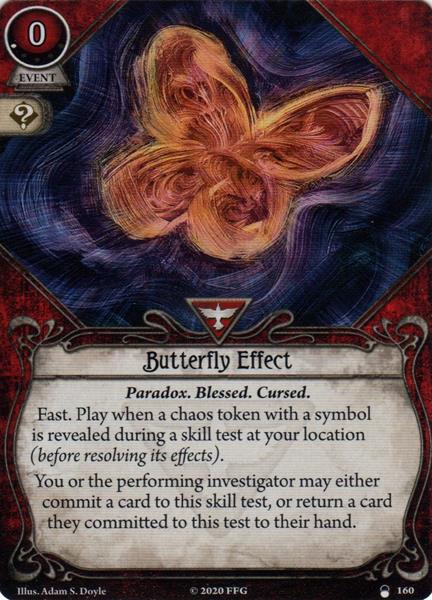 0
EVENT
?
Butterfly Effect
Paradox. Blessed. Cursed.
Fast. Play when a chaos token with a symbol
is revealed during a skill test at your location
(before resolving its effects).
You or the performing investigator may either
commit a card to this skill test, or return a card
they committed to this test to their hand.
Illus. Adam S. Doyle © 2020 FFG 160